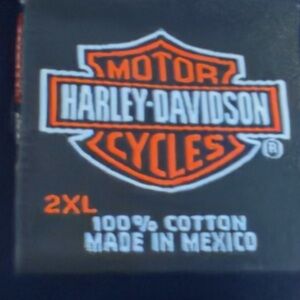 MOTOR
HARLEY-DAVIDSON
CYCLES
®
2XL
100% COTTON
MADE IN MEXICO